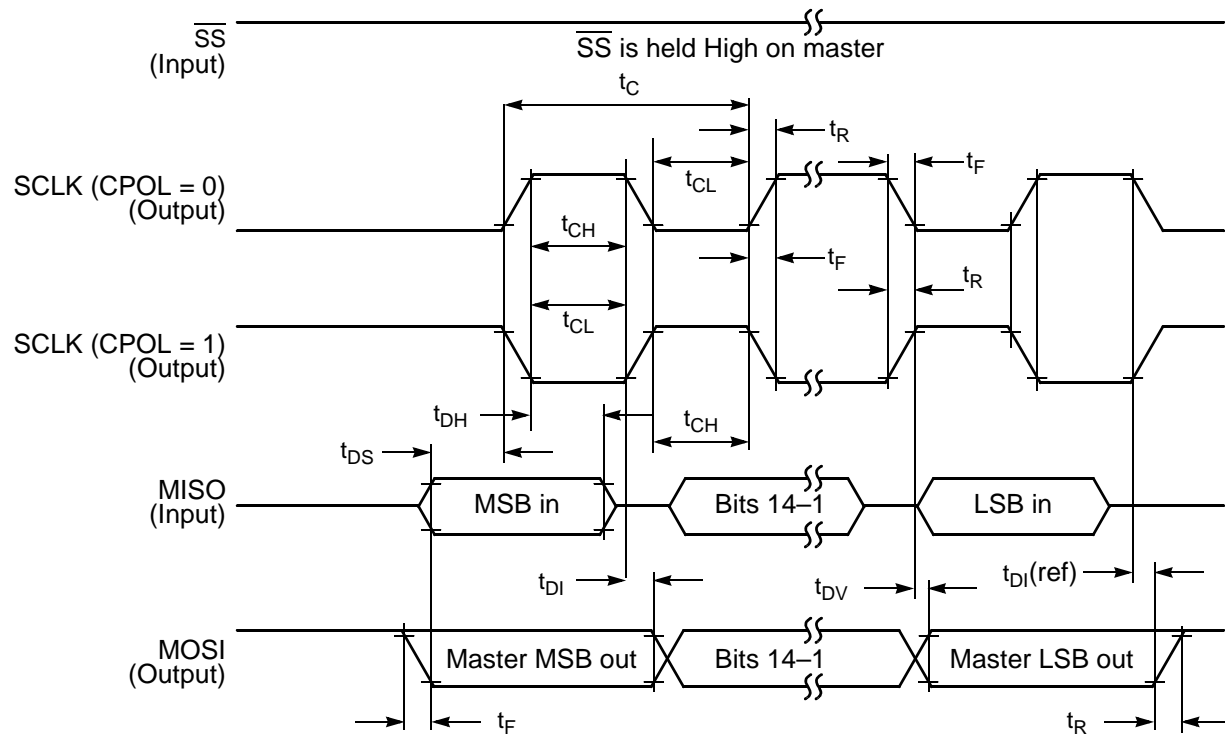 SS
(Input)
SS is held High on master
tC
tR
tF
SCLK (CPOL = 0)
(Output)
tCL
tCH
tF
tR
tCL
SCLK (CPOL = 1)
(Output)
tDH
tCH
tDS
MISO
(Input)
MSB in
Bits 14–1
LSB in
tDI
tDV
tDI(ref)
MOSI
(Output)
Master MSB out
Bits 14–1
Master LSB out
tF
tR